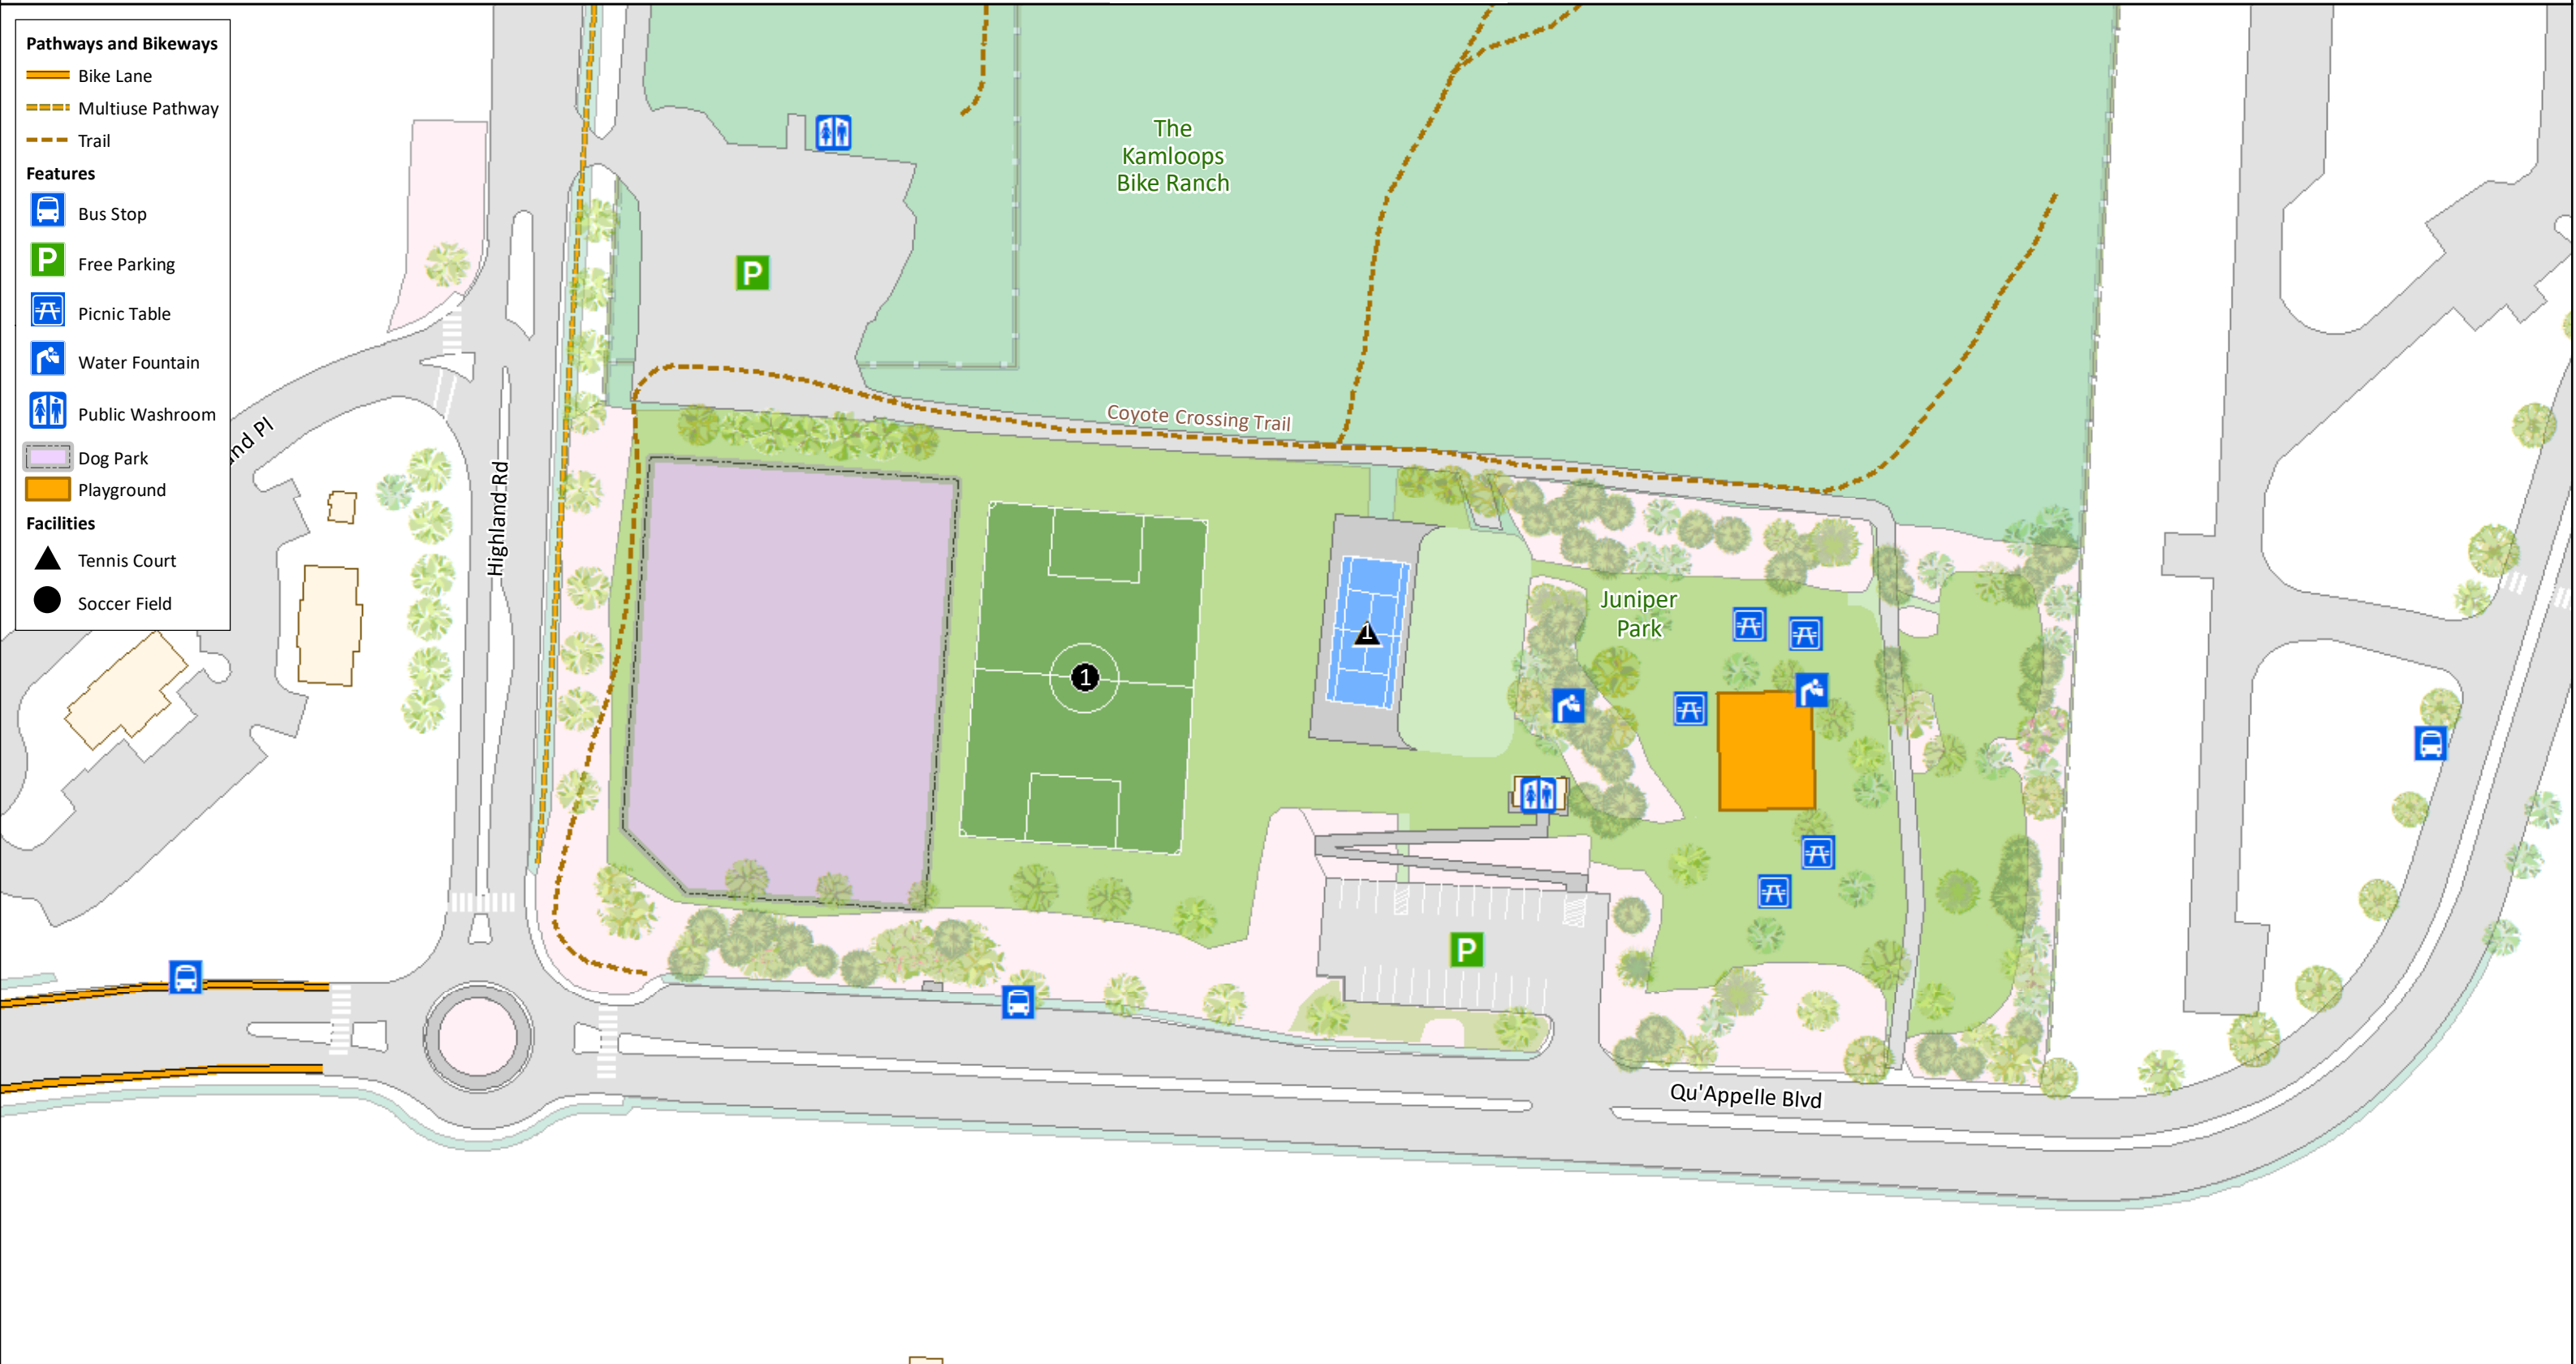 Pathways and Bikeways
Bike Lane
Multiuse Pathway
Trail
Features
Bus Stop
P
Free Parking
Picnic Table
Water Fountain
Public Washroom
Dog Park
Playground
Facilities
Tennis Court
Soccer Field
The
Kamloops
Bike Ranch
P
Coyote Crossing Trail
nd Pl
Highland Rd
Juniper
Park
1
1
P
Qu'Appelle Blvd